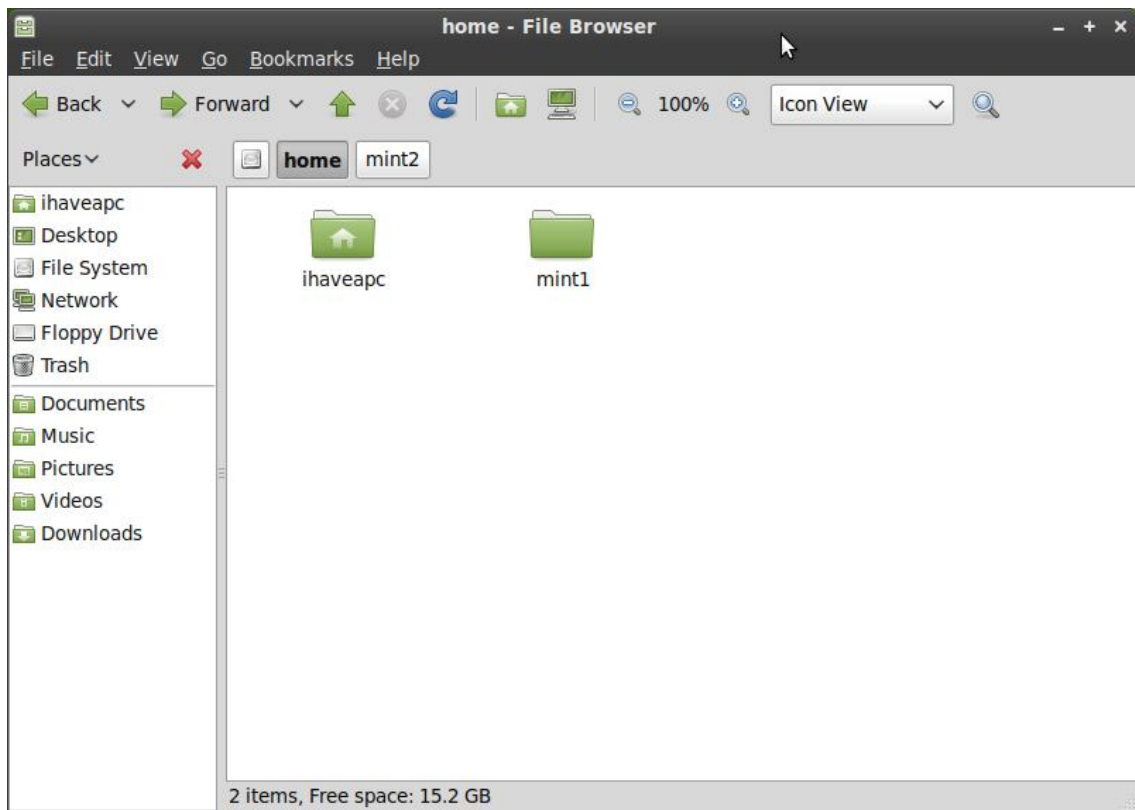 home - File Browser
File Edit View Go Bookmarks Help
Back Forward 100% Icon View
Places home mint2
ihaveapc
Desktop
File System
Network
Floppy Drive
Trash
Documents
Music
Pictures
Videos
Downloads
ihaveapc mint1
2 items, Free space: 15.2 GB